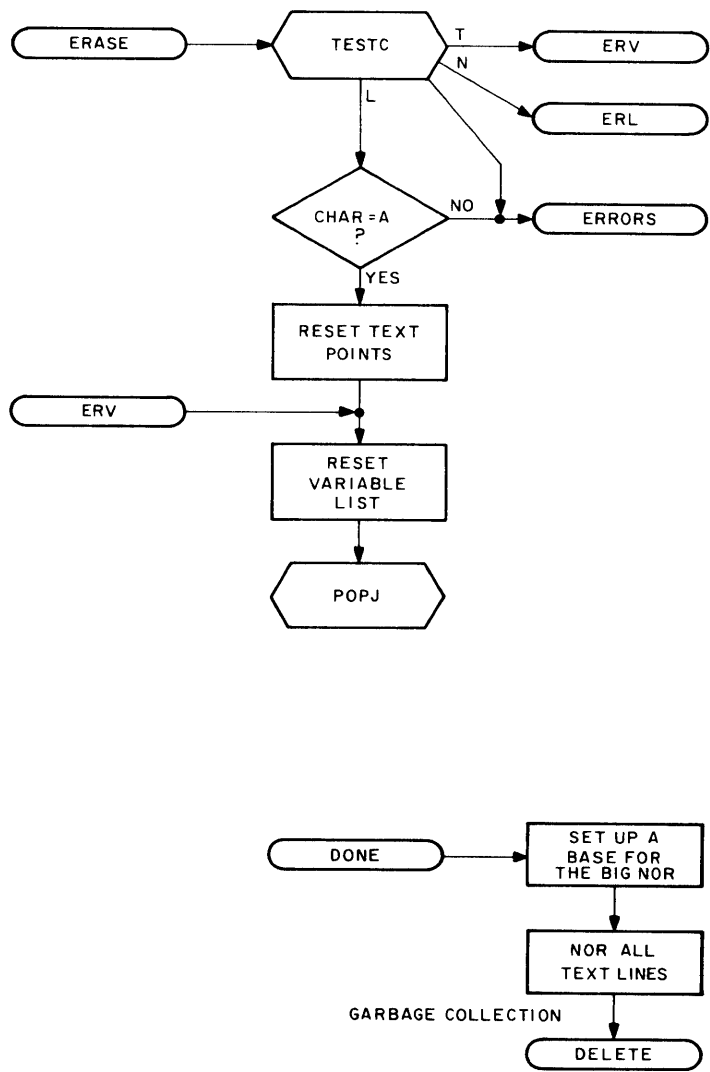 ERASE
TESTC
T
ERV
N
ERL
L
CHAR = A
?
NO
ERRORS
YES
RESET TEXT
POINTS
ERV
RESET
VARIABLE
LIST
POPJ
DONE
SET UP A
BASE FOR
THE BIG NOR
NOR ALL
TEXT LINES
GARBAGE COLLECTION
DELETE